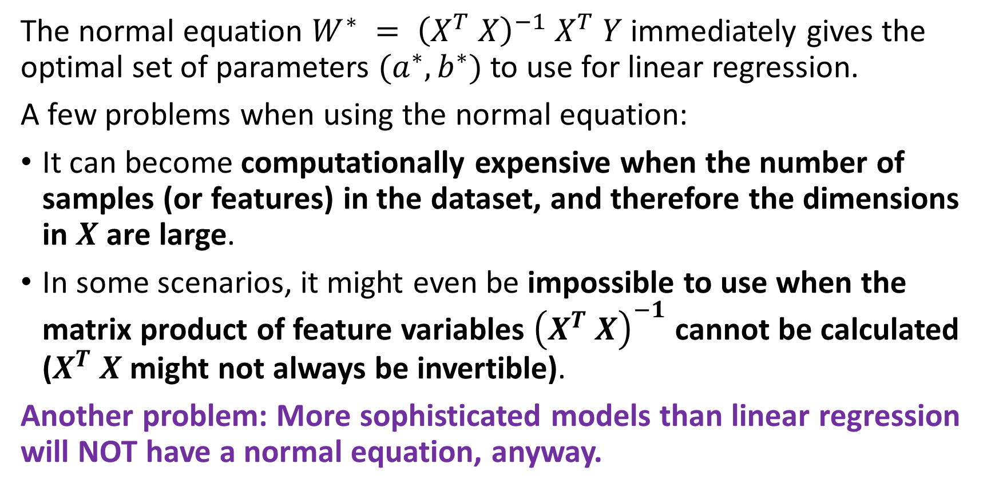 The normal equation W* = (Xᵀ X)⁻¹ Xᵀ Y immediately gives the
optimal set of parameters (a*, b*) to use for linear regression.
A few problems when using the normal equation:
• It can become computationally expensive when the number of
samples (or features) in the dataset, and therefore the dimensions
in X are large.
• In some scenarios, it might even be impossible to use when the
matrix product of feature variables (Xᵀ X)⁻¹ cannot be calculated
(Xᵀ X might not always be invertible).
Another problem: More sophisticated models than linear regression
will NOT have a normal equation, anyway.